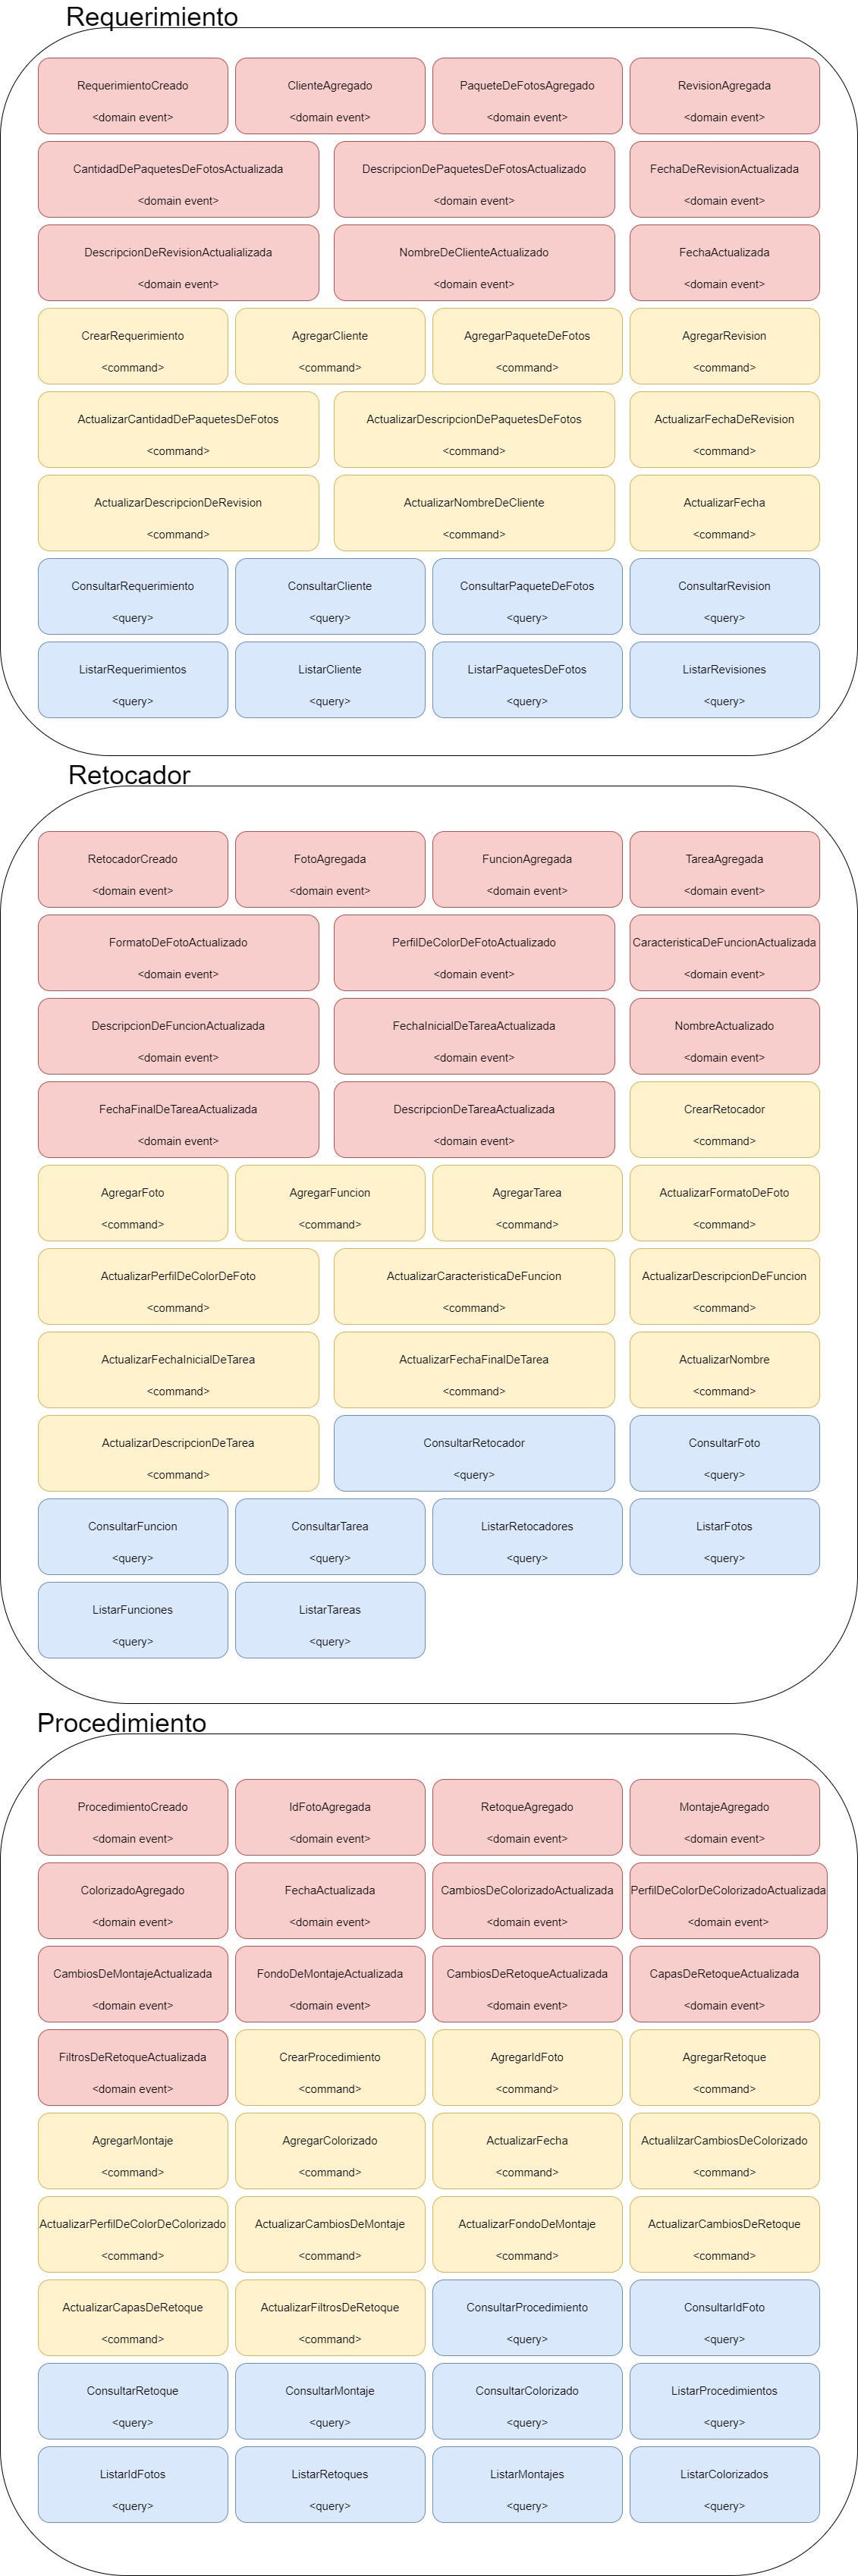 Requerimiento
RequerimientoCreado
<domain event>
ClienteAgregado
<domain event>
PaqueteDeFotosAgregado
<domain event>
RevisionAgregada
<domain event>
CantidadDePaquetesDeFotosActualizada
<domain event>
DescripcionDePaquetesDeFotosActualizado
<domain event>
FechaDeRevisionActualizada
<domain event>
DescripcionDeRevisionActualializada
<domain event>
NombreDeClienteActualizado
<domain event>
FechaActualizada
<domain event>
CrearRequerimiento
<command>
AgregarCliente
<command>
AgregarPaqueteDeFotos
<command>
AgregarRevision
<command>
ActualizarCantidadDePaquetesDeFotos
<command>
ActualizarDescripcionDePaquetesDeFotos
<command>
ActualizarFechaDeRevision
<command>
ActualizarDescripcionDeRevision
<command>
ActualizarNombreDeCliente
<command>
ActualizarFecha
<command>
ConsultarRequerimiento
<query>
ConsultarCliente
<query>
ConsultarPaqueteDeFotos
<query>
ConsultarRevision
<query>
ListarRequerimientos
<query>
ListarCliente
<query>
ListarPaquetesDeFotos
<query>
ListarRevisiones
<query>
Retocador
RetocadorCreado
<domain event>
FotoAgregada
<domain event>
FuncionAgregada
<domain event>
TareaAgregada
<domain event>
FormatoDeFotoActualizado
<domain event>
PerfilDeColorDeFotoActualizado
<domain event>
CaracteristicaDeFuncionActualizada
<domain event>
DescripcionDeFuncionActualizada
<domain event>
FechaInicialDeTareaActualizada
<domain event>
NombreActualizado
<domain event>
FechaFinalDeTareaActualizada
<domain event>
DescripcionDeTareaActualizada
<domain event>
CrearRetocador
<command>
AgregarFoto
<command>
AgregarFuncion
<command>
AgregarTarea
<command>
ActualizarFormatoDeFoto
<command>
ActualizarPerfilDeColorDeFoto
<command>
ActualizarCaracteristicaDeFuncion
<command>
ActualizarDescripcionDeFuncion
<command>
ActualizarFechaInicialDeTarea
<command>
ActualizarFechaFinalDeTarea
<command>
ActualizarNombre
<command>
ActualizarDescripcionDeTarea
<command>
ConsultarRetocador
<query>
ConsultarFoto
<query>
ConsultarFuncion
<query>
ConsultarTarea
<query>
ListarRetocadores
<query>
ListarFotos
<query>
ListarFunciones
<query>
ListarTareas
<query>
Procedimiento
ProcedimientoCreado
<domain event>
IdFotoAgregada
<domain event>
RetoqueAgregado
<domain event>
MontajeAgregado
<domain event>
ColorizadoAgregado
<domain event>
FechaActualizada
<domain event>
CambiosDeColorizadoActualizada
<domain event>
PerfilDeColorDeColorizadoActualizada
<domain event>
CambiosDeMontajeActualizada
<domain event>
FondoDeMontajeActualizada
<domain event>
CambiosDeRetoqueActualizada
<domain event>
CapasDeRetoqueActualizada
<domain event>
FiltrosDeRetoqueActualizada
<domain event>
CrearProcedimiento
<command>
AgregarIdFoto
<command>
AgregarRetoque
<command>
AgregarMontaje
<command>
AgregarColorizado
<command>
ActualizarFecha
<command>
ActualilzarCambiosDeColorizado
<command>
ActualizarPerfilDeColorDeColorizado
<command>
ActualizarCambiosDeMontaje
<command>
ActualizarFondoDeMontaje
<command>
ActualizarCambiosDeRetoque
<command>
ActualizarCapasDeRetoque
<command>
ActualizarFiltrosDeRetoque
<command>
ConsultarProcedimiento
<query>
ConsultarIdFoto
<query>
ConsultarRetoque
<query>
ConsultarMontaje
<query>
ConsultarColorizado
<query>
ListarProcedimientos
<query>
ListarIdFotos
<query>
ListarRetoques
<query>
ListarMontajes
<query>
ListarColorizados
<query>